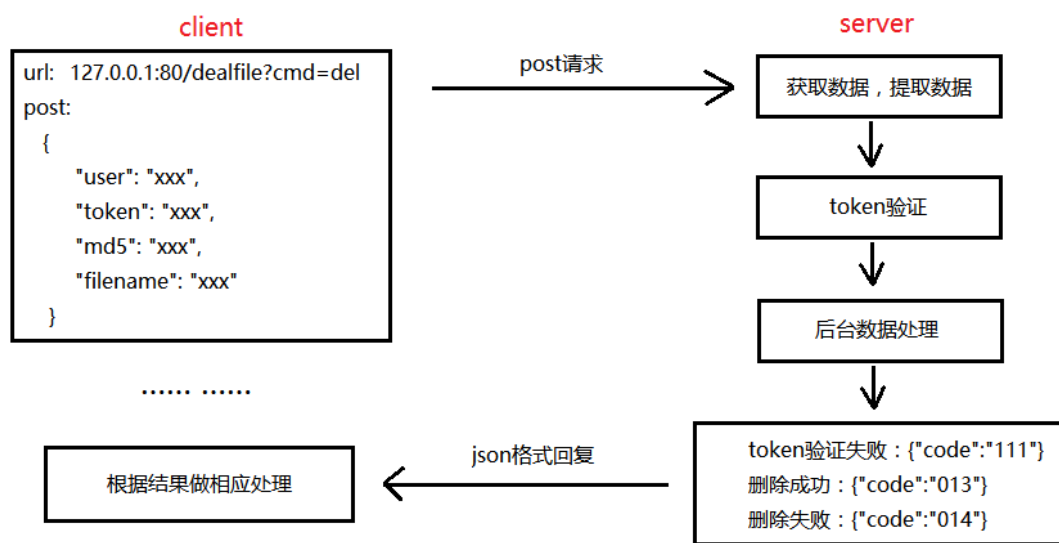 client
url: 127.0.0.1:80/dealfile?cmd=del
post:
{
"user": "xxx",
"token": "xxx",
"md5": "xxx",
"filename": "xxx"
}
…… ……
根据结果做相应处理
post请求
json格式回复
server
获取数据，提取数据
token验证
后台数据处理
token验证失败：{"code":"111"}
删除成功：{"code":"013"}
删除失败：{"code":"014"}